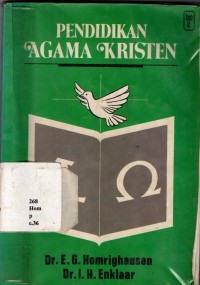 PENDIDIKAN
AGAMA KRISTEN
Ω
268
Hom
p
c.36
Dr. E. G. Homrighausen
Dr. I. H. Enklaar